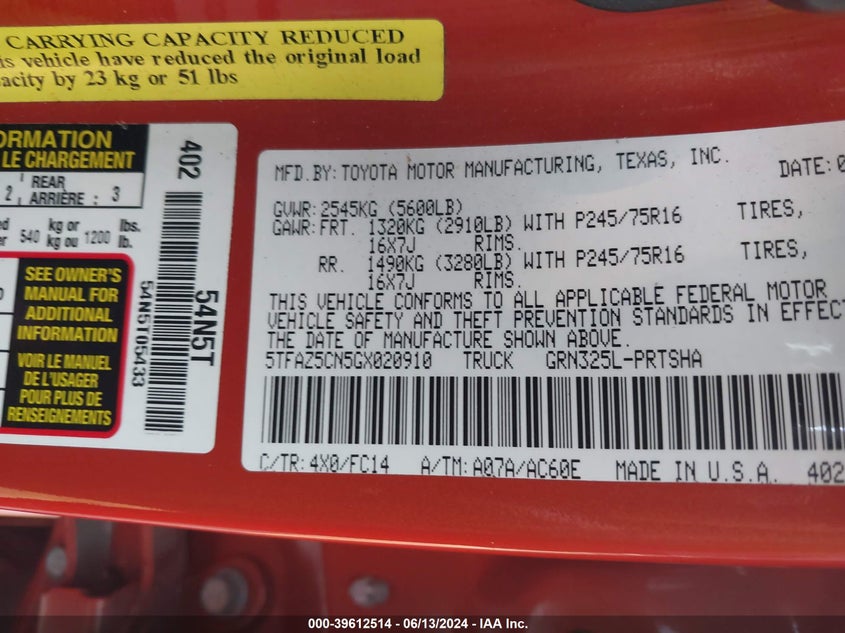 CARRYING CAPACITY REDUCED
is vehicle have reduced the original load
acity by 23 kg or 51 lbs
FORMATION
LE CHARGEMENT
2 REAR
ARRIÈRE : 3
540 kg or
kg ou 1200 lbs.
lb.
SEE OWNER'S
MANUAL FOR
ADDITIONAL
INFORMATION
VOIR LE MANUEL
DE L'USAGER
POUR PLUS DE
RENSEIGNEMENTS
402
54N5T05433
54N5T
MFD.BY:TOYOTA MOTOR MANUFACTURING, TEXAS, INC. DATE:0
GVWR:2545KG (5600LB)
GAWR:FRT. 1320KG (2910LB) WITH P245/75R16 TIRES,
16X7J RIMS.
RR. 1490KG (3280LB) WITH P245/75R16 TIRES,
16X7J RIMS.
THIS VEHICLE CONFORMS TO ALL APPLICABLE FEDERAL MOTOR
VEHICLE SAFETY AND THEFT PREVENTION STANDARDS IN EFFECT
THE DATE OF MANUFACTURE SHOWN ABOVE.
5TFAZ5CN5GX020910 TRUCK GRN325L-PRTSHA
C/TR:4X0/FC14 A/TM:A07A/AC60E MADE IN U.S.A. 402
000-39612514 - 06/13/2024 - IAA Inc.